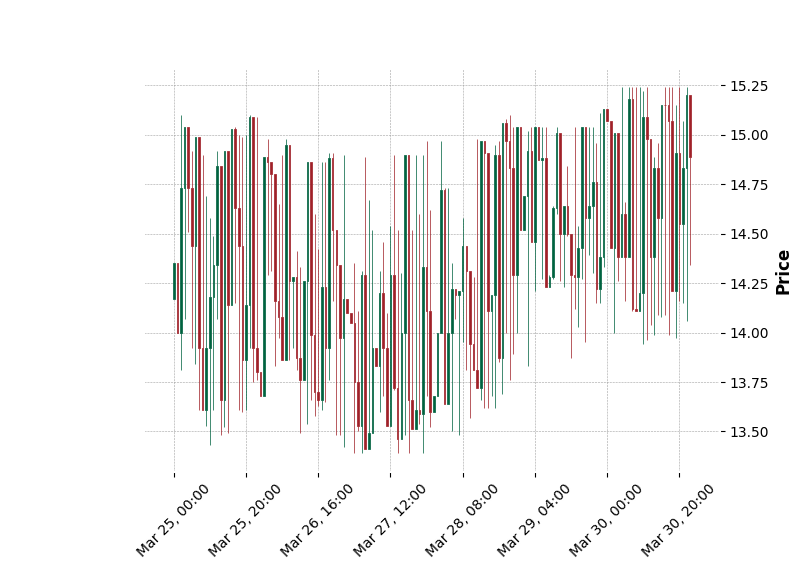 15.25
15.00
14.75
14.50
14.25
14.00
13.75
13.50
Price
Mar 25, 00:00
Mar 25, 20:00
Mar 26, 16:00
Mar 27, 12:00
Mar 28, 08:00
Mar 29, 04:00
Mar 30, 00:00
Mar 30, 20:00